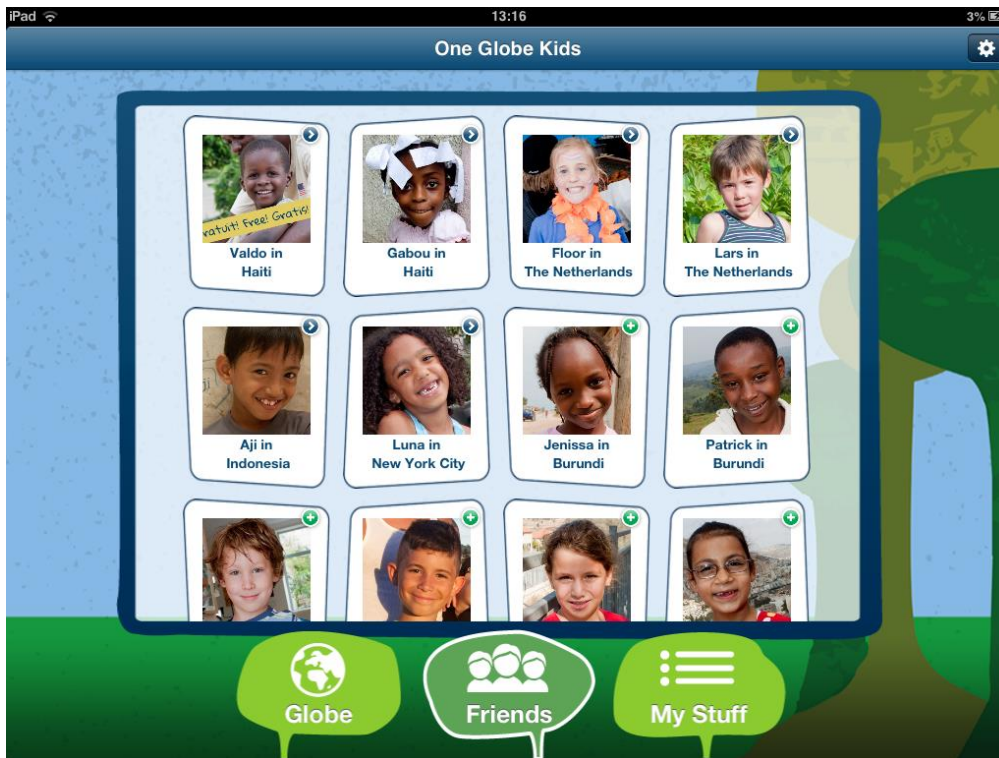 iPad 13:16 3%
One Globe Kids
ratuit! Free! Gratis!
Valdo in
Haiti
Gabou in
Haiti
Floor in
The Netherlands
Lars in
The Netherlands
Aji in
Indonesia
Luna in
New York City
Jenissa in
Burundi
Patrick in
Burundi
Globe
Friends
My Stuff